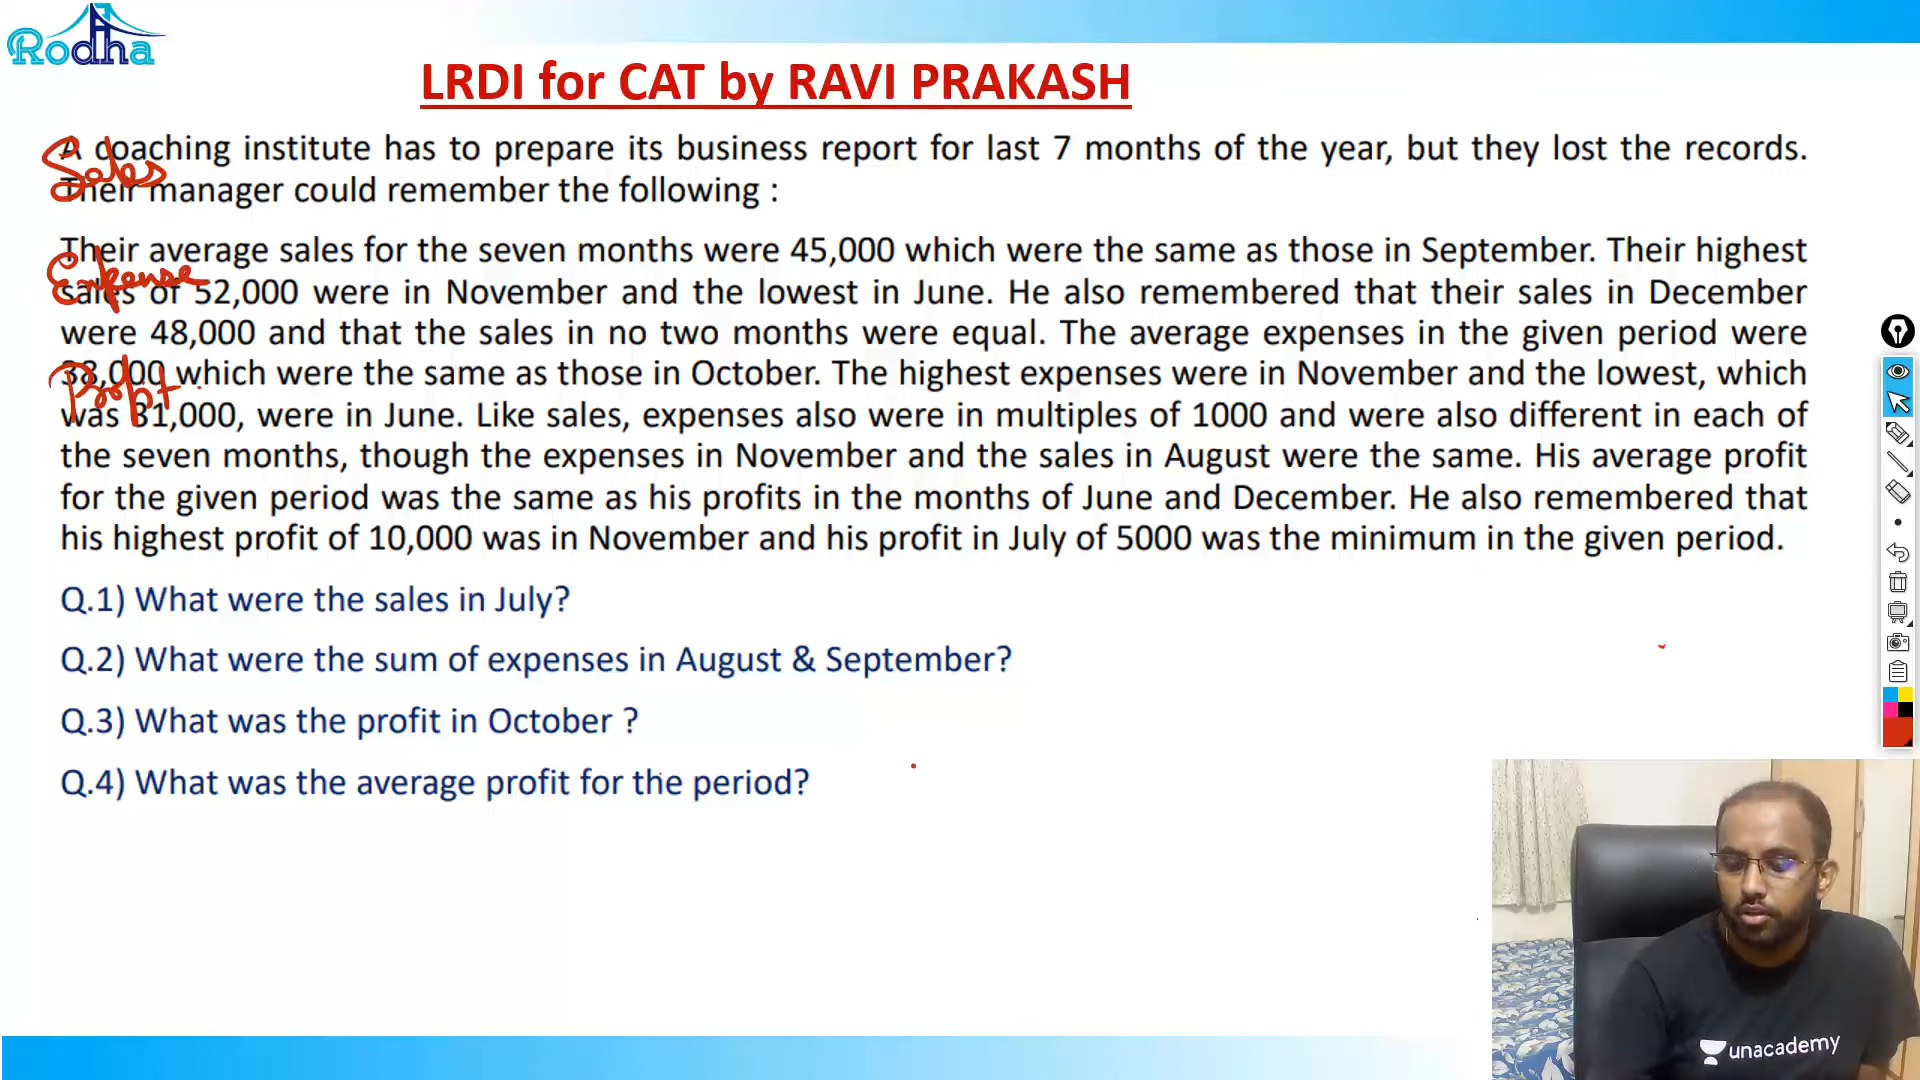 Rodha
LRDI for CAT by RAVI PRAKASH
A coaching institute has to prepare its business report for last 7 months of the year, but they lost the records.
Sales
Their manager could remember the following :
Their average sales for the seven months were 45,000 which were the same as those in September. Their highest
Expense
sales of 52,000 were in November and the lowest in June. He also remembered that their sales in December
were 48,000 and that the sales in no two months were equal. The average expenses in the given period were
38,000 which were the same as those in October. The highest expenses were in November and the lowest, which
Profit
was 31,000, were in June. Like sales, expenses also were in multiples of 1000 and were also different in each of
the seven months, though the expenses in November and the sales in August were the same. His average profit
for the given period was the same as his profits in the months of June and December. He also remembered that
his highest profit of 10,000 was in November and his profit in July of 5000 was the minimum in the given period.
Q.1) What were the sales in July?
Q.2) What were the sum of expenses in August & September?
Q.3) What was the profit in October ?
Q.4) What was the average profit for the period?
unacademy